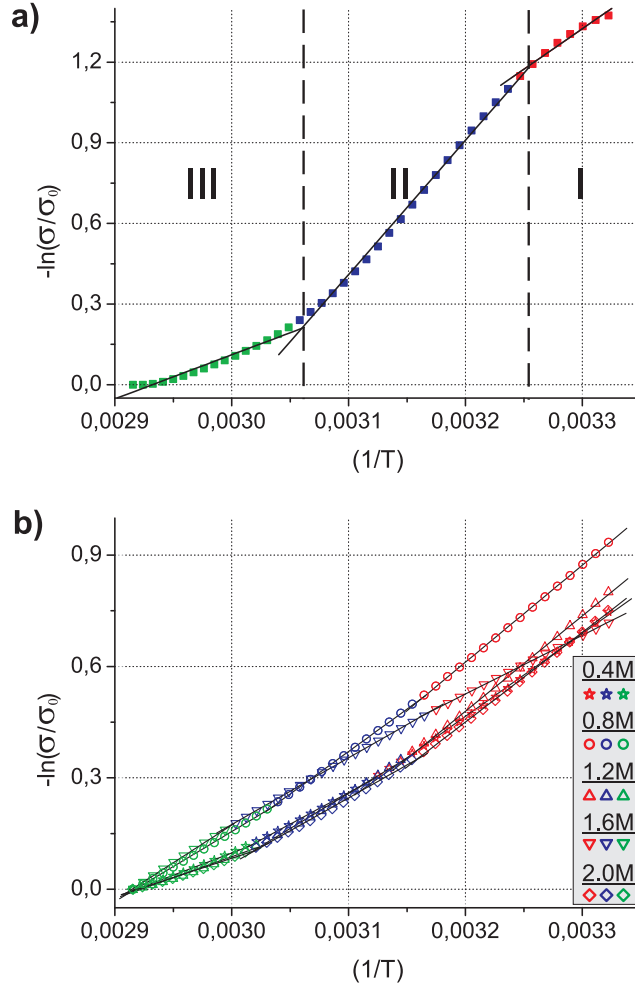 a)
1,2
0,9
0,6
0,3
0,0
-ln(σ/σ₀)
III
II
I
0,0029
0,0030
0,0031
0,0032
0,0033
(1/T)
b)
0,9
0,6
0,3
0,0
-ln(σ/σ₀)
0.4M
0.8M
1.2M
1.6M
2.0M
0,0029
0,0030
0,0031
0,0032
0,0033
(1/T)